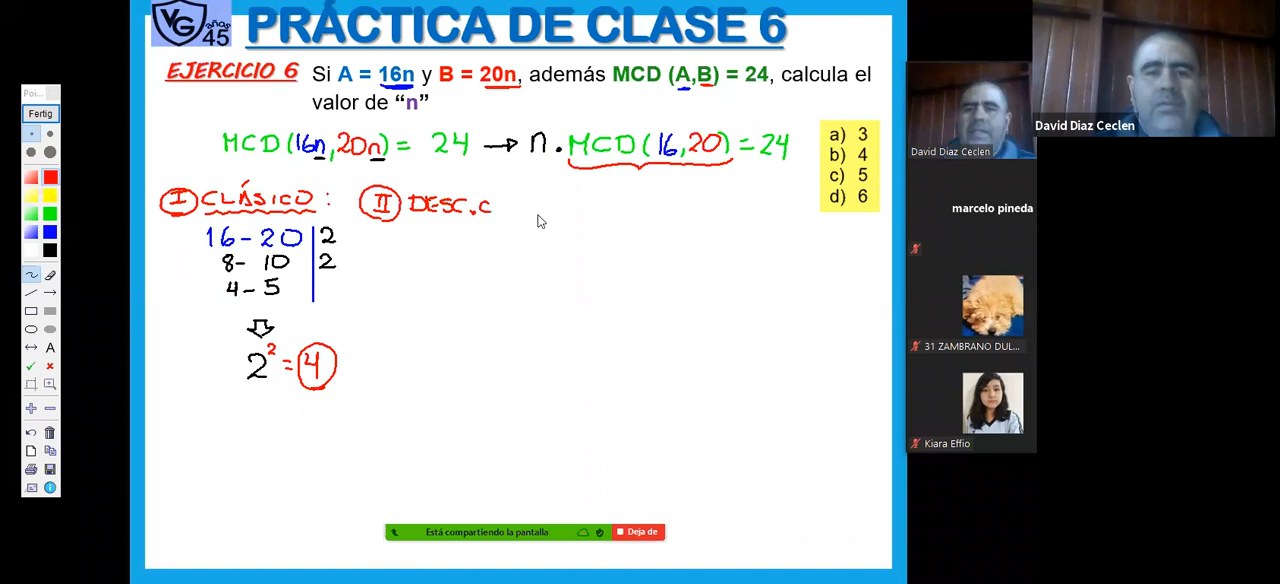 VG
años
45
PRÁCTICA DE CLASE 6
EJERCICIO 6
Si A = 16n y B = 20n, además MCD (A,B) = 24, calcula el
valor de “n”
MCD(16n,20n) = 24 → n. MCD(16,20) = 24
a) 3
b) 4
c) 5
d) 6
I CLÁSICO :
16 - 20 | 2
8 - 10 | 2
4 - 5
2² = 4
II DESC. C
Poi...
Fertig
A
Está compartiendo la pantalla
Deja de
David Diaz Ceclen
David Diaz Ceclen
marcelo pineda
31 ZAMBRANO DUL...
Kiara Effio